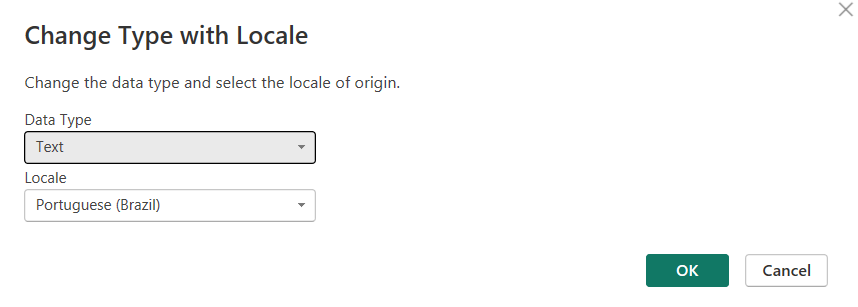 Change Type with Locale
Change the data type and select the locale of origin.
Data Type
Text
Locale
Portuguese (Brazil)
OK
Cancel